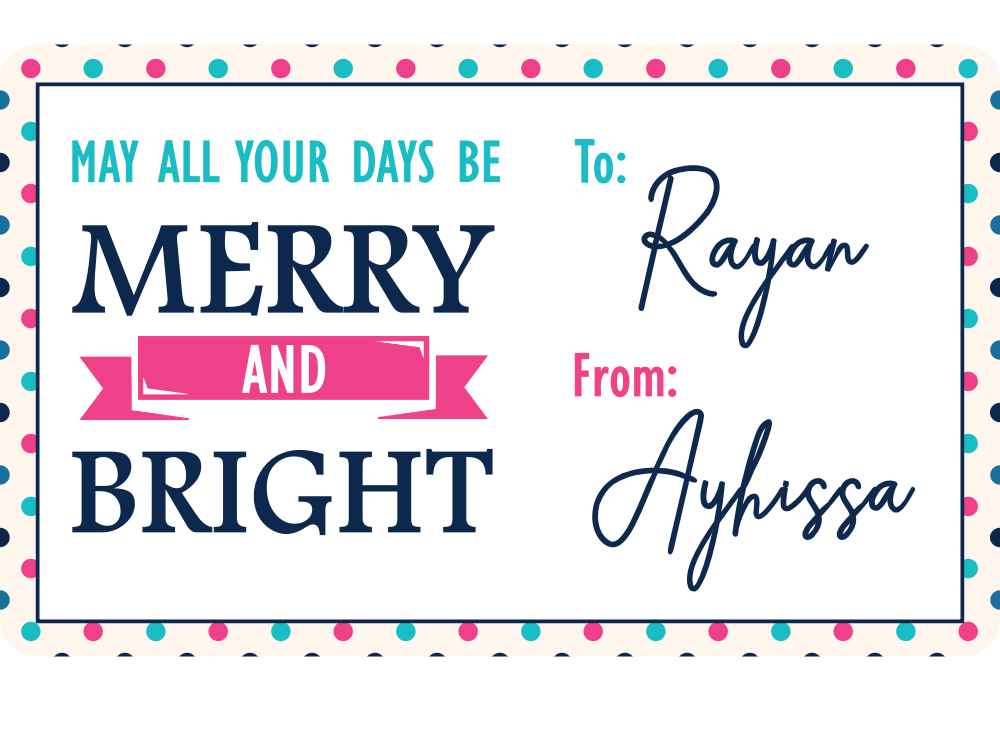 MAY ALL YOUR DAYS BE
MERRY
AND
BRIGHT
To:
Rayan
From:
Ayhissa